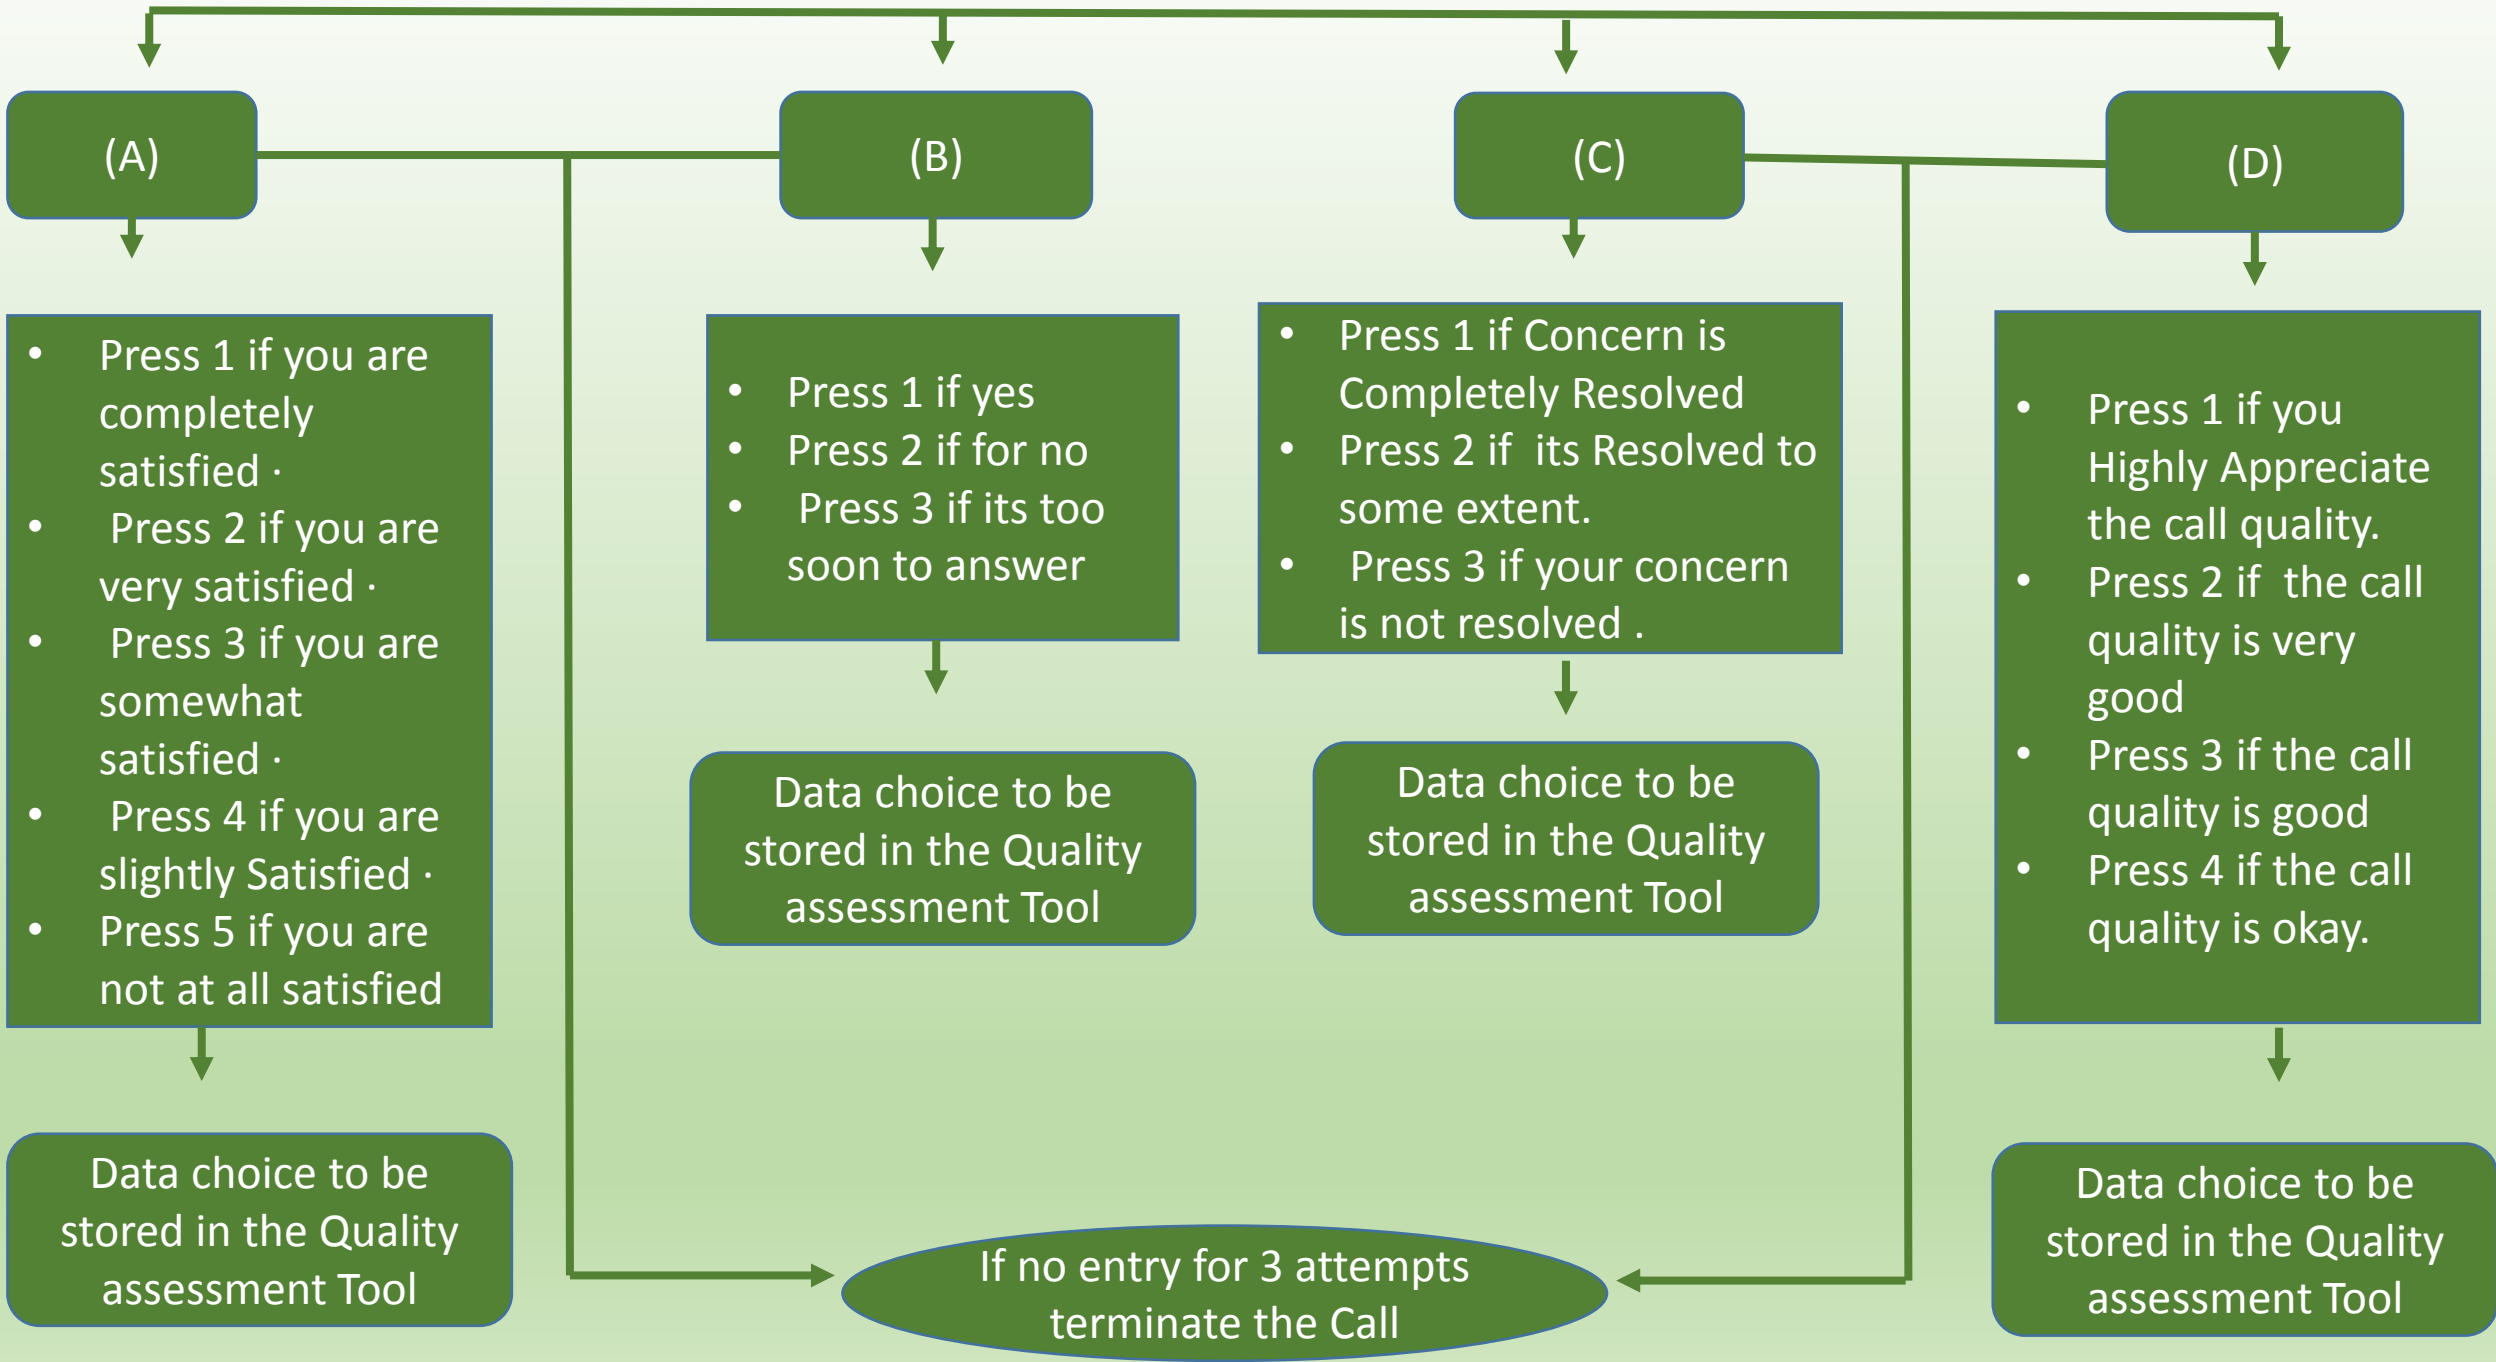 (A)
(B)
(C)
(D)
• Press 1 if you are
completely
satisfied ·
• Press 2 if you are
very satisfied ·
• Press 3 if you are
somewhat
satisfied ·
• Press 4 if you are
slightly Satisfied ·
• Press 5 if you are
not at all satisfied
• Press 1 if yes
• Press 2 if for no
• Press 3 if its too
soon to answer
• Press 1 if Concern is
Completely Resolved
• Press 2 if  its Resolved to
some extent.
• Press 3 if your concern
is not resolved .
• Press 1 if you
Highly Appreciate
the call quality.
• Press 2 if  the call
quality is very
good
• Press 3 if the call
quality is good
• Press 4 if the call
quality is okay.
Data choice to be
stored in the Quality
assessment Tool
Data choice to be
stored in the Quality
assessment Tool
Data choice to be
stored in the Quality
assessment Tool
If no entry for 3 attempts
terminate the Call
Data choice to be
stored in the Quality
assessment Tool